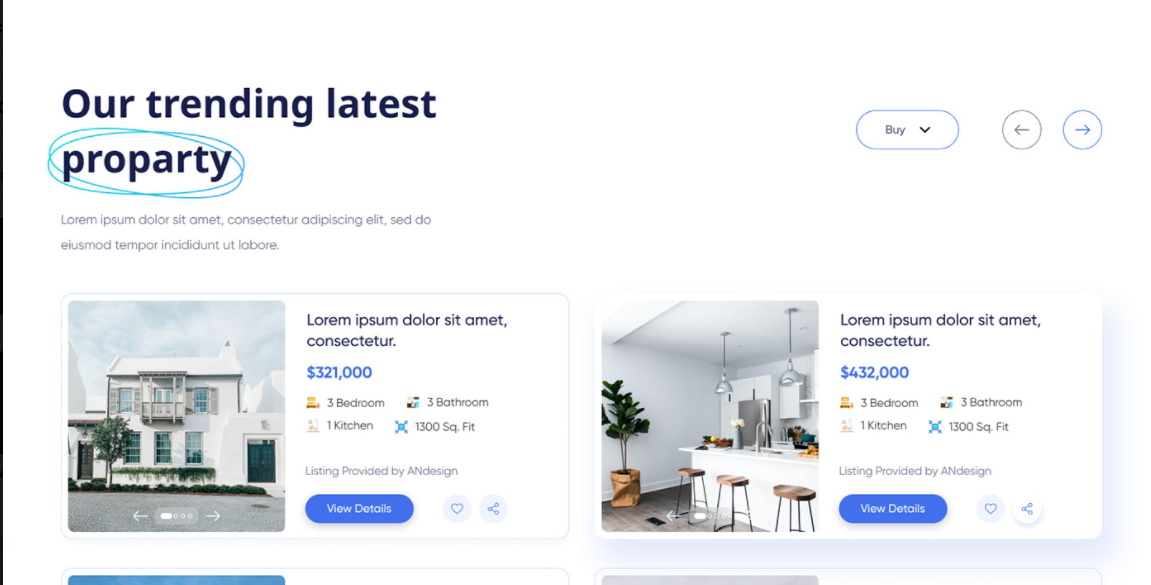 Our trending latest
proparty
Buy
Lorem ipsum dolor sit amet, consectetur adipiscing elit, sed do
eiusmod tempor incididunt ut labore.
Lorem ipsum dolor sit amet,
consectetur.
$321,000
3 Bedroom 3 Bathroom
1 Kitchen 1300 Sq. Fit
Listing Provided by ANdesign
View Details
Lorem ipsum dolor sit amet,
consectetur.
$432,000
3 Bedroom 3 Bathroom
1 Kitchen 1300 Sq. Fit
Listing Provided by ANdesign
View Details